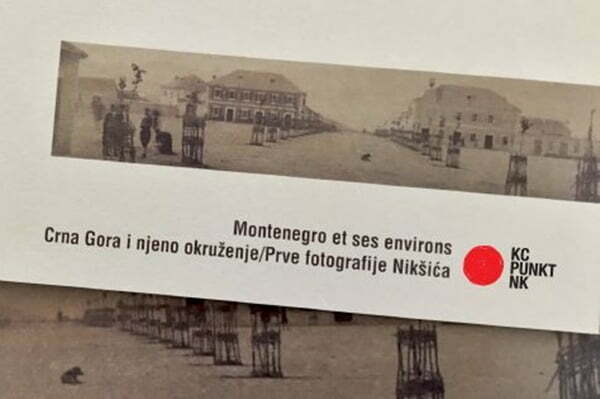 Montenegro et ses environs
Crna Gora i njeno okruženje/Prve fotografije Nikšića
KC
PUNKT
NK